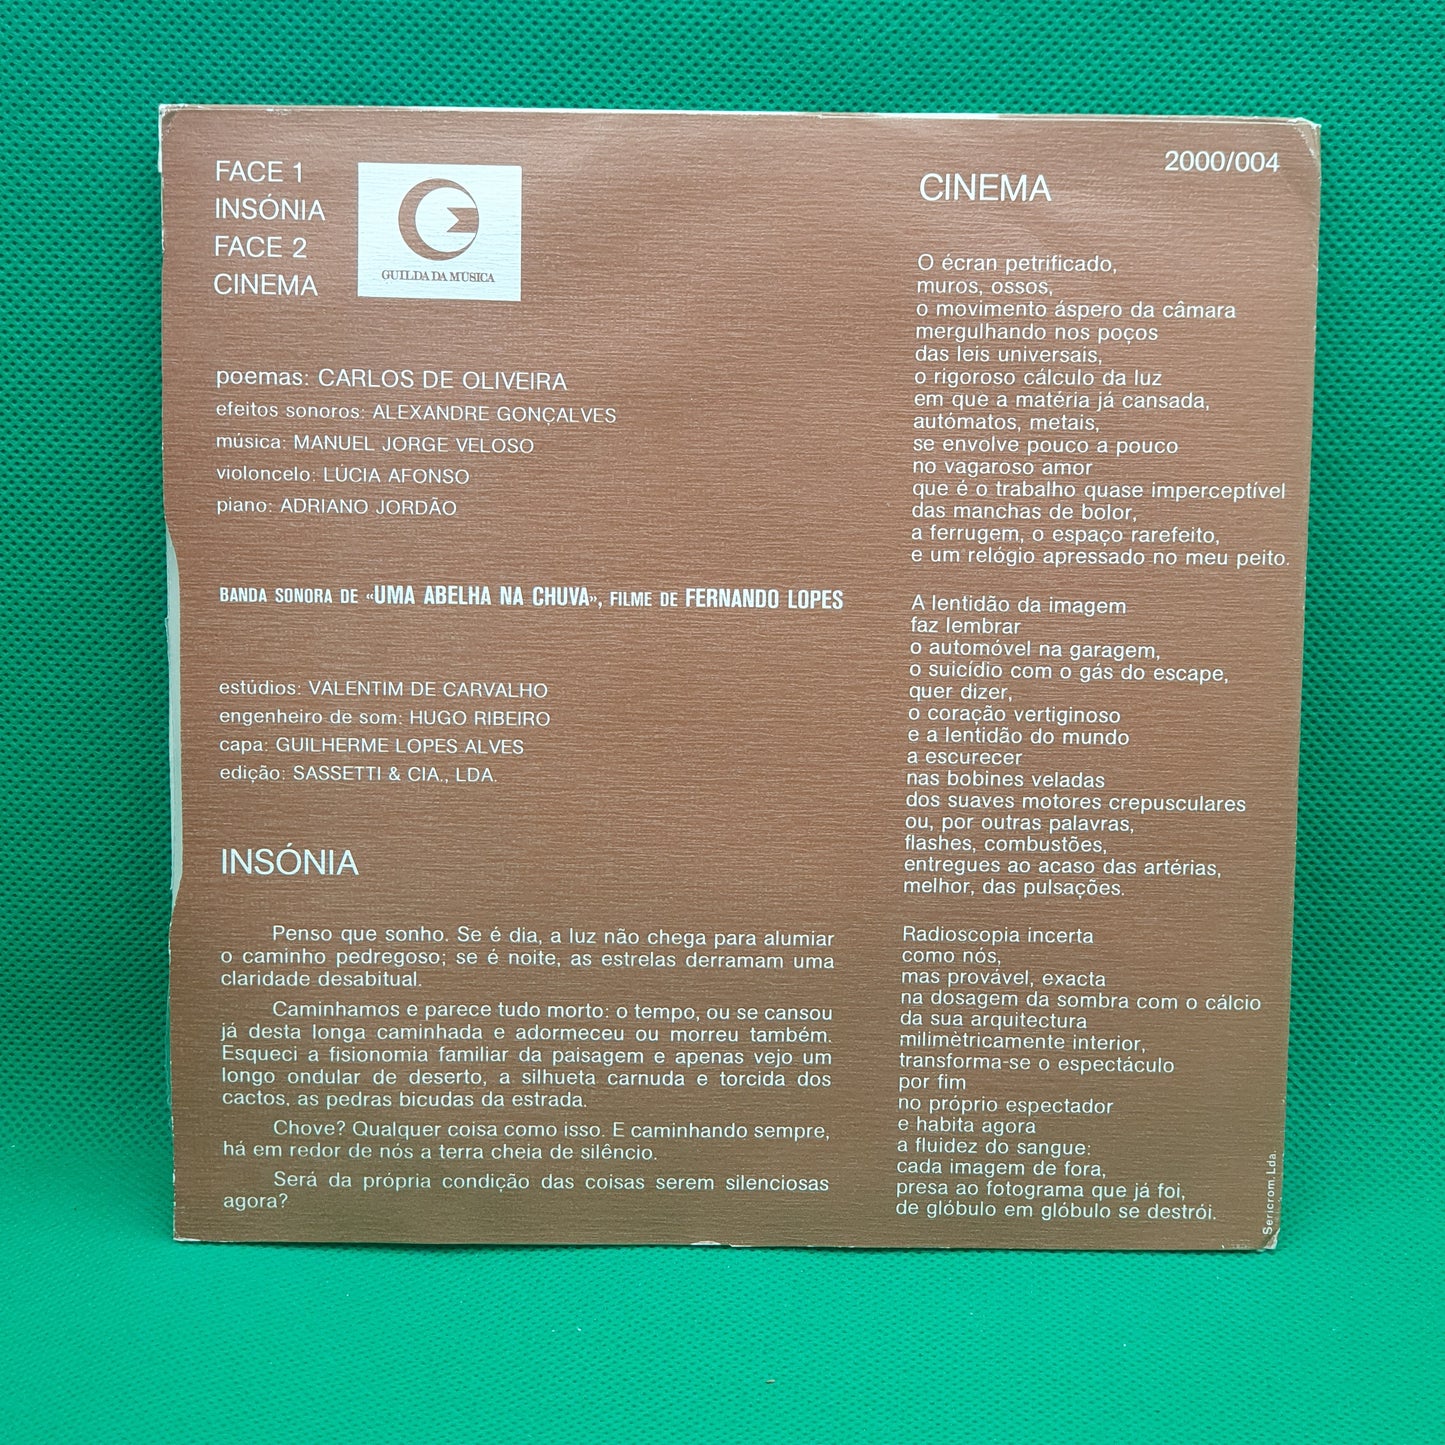 FACE 1
INSÓNIA
FACE 2
CINEMA
GUILDA DA MÚSICA
poemas: CARLOS DE OLIVEIRA
efeitos sonoros: ALEXANDRE GONÇALVES
música: MANUEL JORGE VELOSO
violoncelo: LÚCIA AFONSO
piano: ADRIANO JORDÃO
BANDA SONORA DE «UMA ABELHA NA CHUVA», FILME DE FERNANDO LOPES
estúdios: VALENTIM DE CARVALHO
engenheiro de som: HUGO RIBEIRO
capa: GUILHERME LOPES ALVES
edição: SASSETTI & CIA., LDA.
INSÓNIA
Penso que sonho. Se é dia, a luz não chega para alumiar
o caminho pedregoso; se é noite, as estrelas derramam uma
claridade desabitual.
Caminhamos e parece tudo morto: o tempo, ou se cansou
já desta longa caminhada e adormeceu ou morreu também.
Esqueci a fisionomia familiar da paisagem e apenas vejo um
longo ondular de deserto, a silhueta carnuda e torcida dos
cactos, as pedras bicudas da estrada.
Chove? Qualquer coisa como isso. E caminhando sempre,
há em redor de nós a terra cheia de silêncio.
Será da própria condição das coisas serem silenciosas
agora?
2000/004
CINEMA
O écran petrificado,
muros, ossos,
o movimento áspero da câmara
mergulhando nos poços
das leis universais,
o rigoroso cálculo da luz
em que a matéria já cansada,
autómatos, metais,
se envolve pouco a pouco
no vagaroso amor
que é o trabalho quase imperceptível
das manchas de bolor,
a ferrugem, o espaço rarefeito,
e um relógio apressado no meu peito.
A lentidão da imagem
faz lembrar
o automóvel na garagem,
o suicídio com o gás do escape,
quer dizer,
o coração vertiginoso
e a lentidão do mundo
a escurecer
nas bobines veladas
dos suaves motores crepusculares
ou, por outras palavras,
flashes, combustões,
entregues ao acaso das artérias,
melhor, das pulsações.
Radioscopia incerta
como nós,
mas provável, exacta
na dosagem da sombra com o cálcio
da sua arquitectura
milimètricamente interior,
transforma-se o espectáculo
por fim
no próprio espectador
e habita agora
a fluidez do sangue:
cada imagem de fora,
presa ao fotograma que já foi,
de glóbulo em glóbulo se destrói.
Sericrom, Lda.